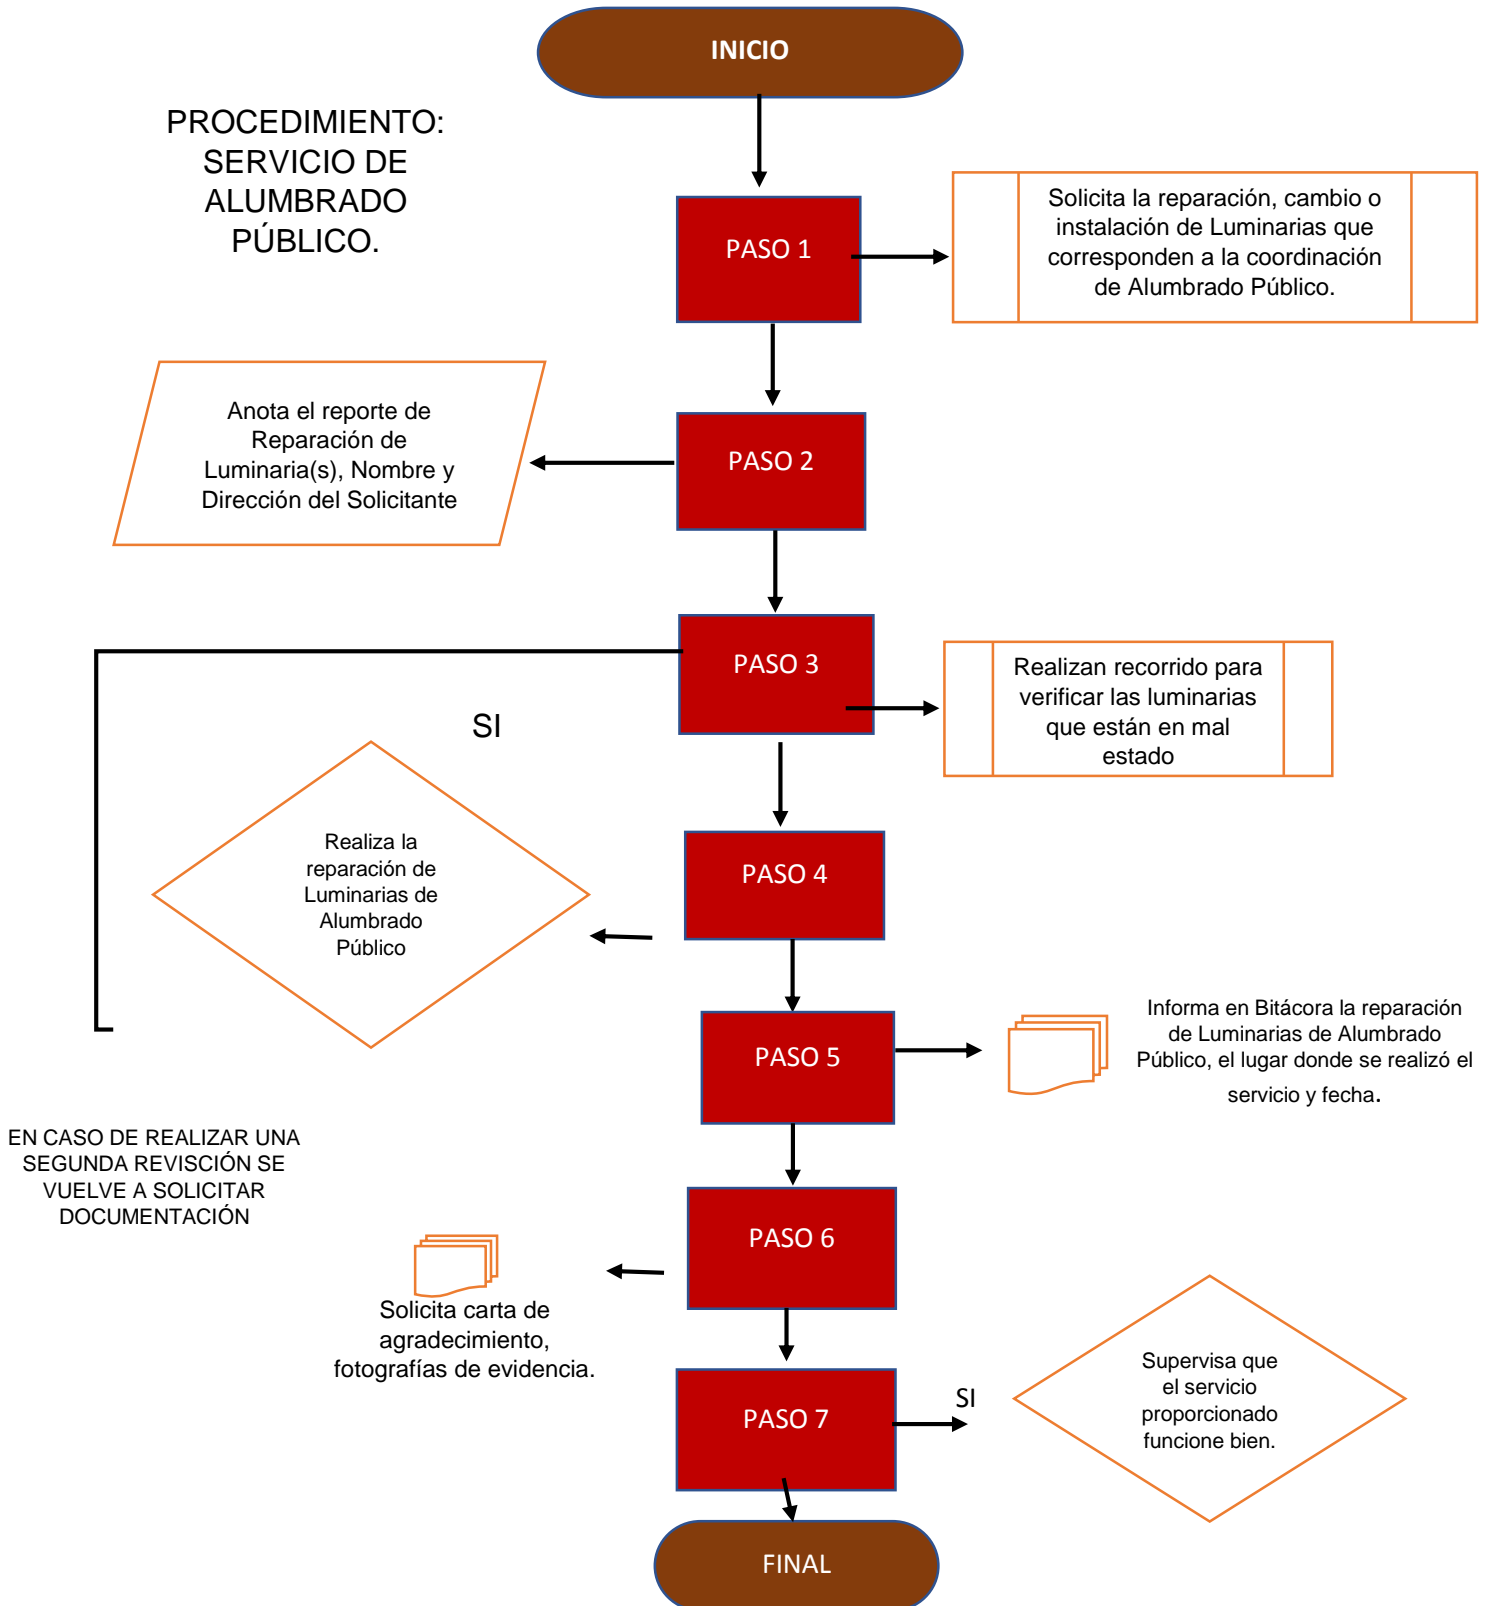 INICIO
PROCEDIMIENTO:
SERVICIO DE
ALUMBRADO
PÚBLICO.
PASO 1
Solicita la reparación, cambio o
instalación de Luminarias que
corresponden a la coordinación
de Alumbrado Público.
Anota el reporte de
Reparación de
Luminaria(s), Nombre y
Dirección del Solicitante
PASO 2
PASO 3
Realizan recorrido para
verificar las luminarias
que están en mal
estado
SI
Realiza la
reparación de
Luminarias de
Alumbrado
Público
PASO 4
PASO 5
Informa en Bitácora la reparación
de Luminarias de Alumbrado
Público, el lugar donde se realizó el
servicio y fecha.
EN CASO DE REALIZAR UNA
SEGUNDA REVISCIÓN SE
VUELVE A SOLICITAR
DOCUMENTACIÓN
PASO 6
Solicita carta de
agradecimiento,
fotografías de evidencia.
PASO 7
SI
Supervisa que
el servicio
proporcionado
funcione bien.
FINAL